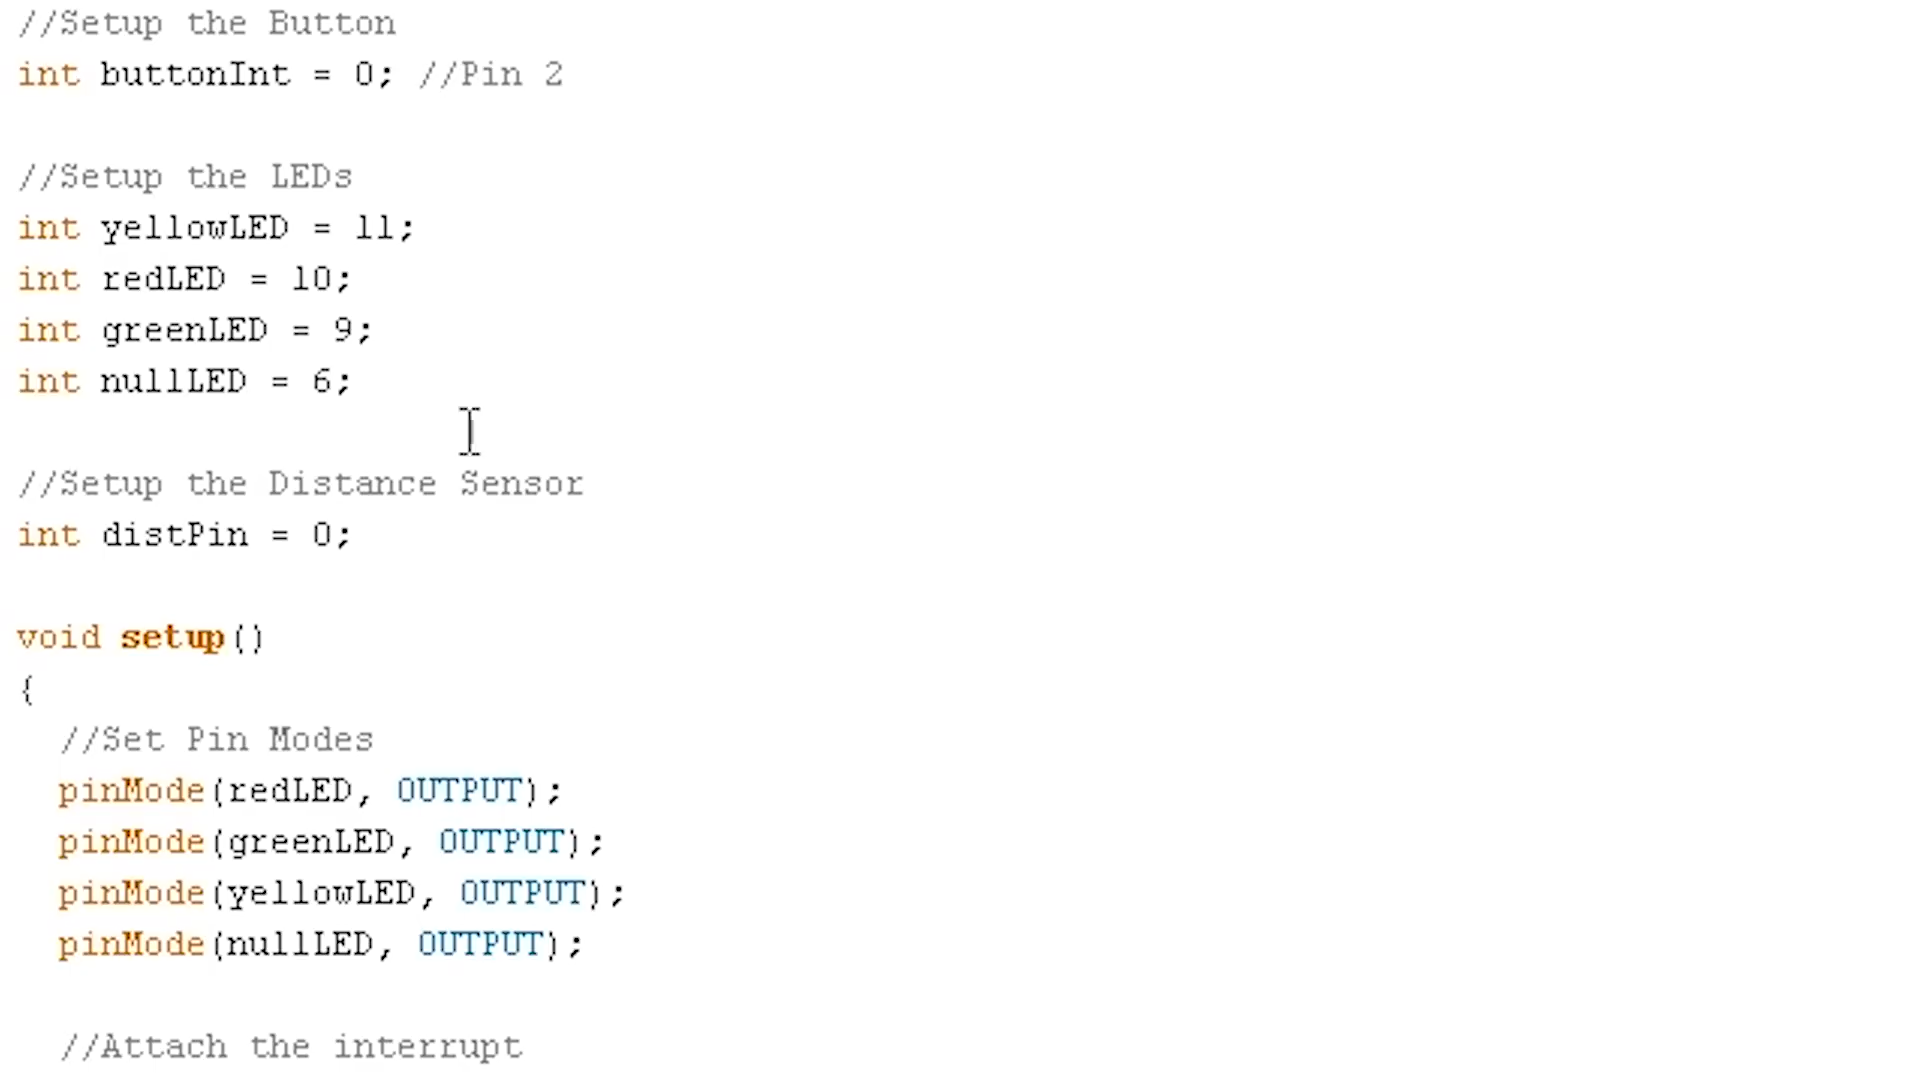 //Setup the Button
int buttonInt = 0; //Pin 2
//Setup the LEDs
int yellowLED = 11;
int redLED = 10;
int greenLED = 9;
int nullLED = 6;
//Setup the Distance Sensor
int distPin = 0;
void setup()
{
//Set Pin Modes
pinMode(redLED, OUTPUT);
pinMode(greenLED, OUTPUT);
pinMode(yellowLED, OUTPUT);
pinMode(nullLED, OUTPUT);
//Attach the interrupt